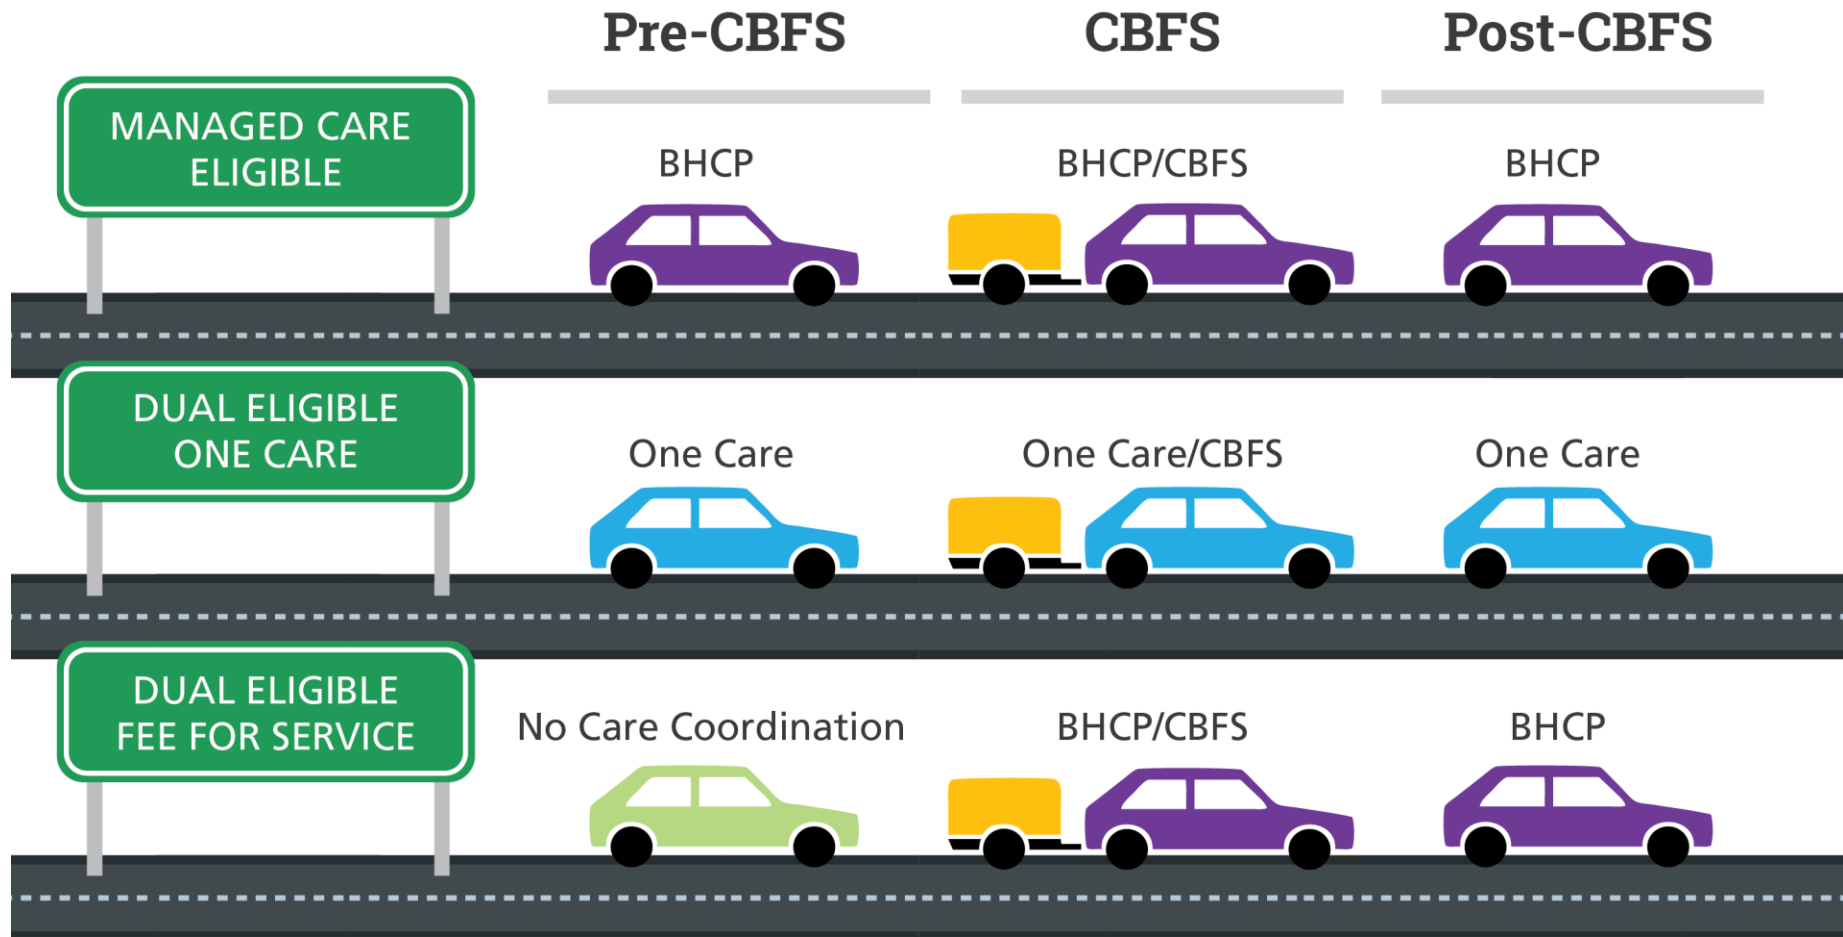 Pre-CBFS CBFS Post-CBFS
MANAGED CARE
ELIGIBLE
BHCP BHCP/CBFS BHCP
DUAL ELIGIBLE
ONE CARE
One Care One Care/CBFS One Care
DUAL ELIGIBLE
FEE FOR SERVICE
No Care Coordination BHCP/CBFS BHCP